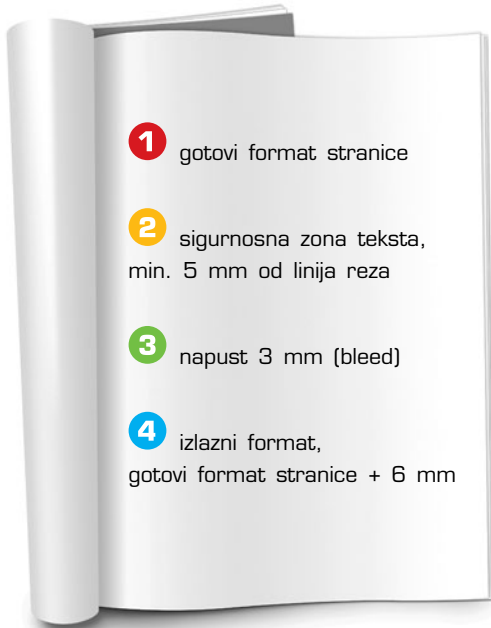 1 gotovi format stranice
2 sigurnosna zona teksta,
min. 5 mm od linija reza
3 napust 3 mm (bleed)
4 izlazni format,
gotovi format stranice + 6 mm